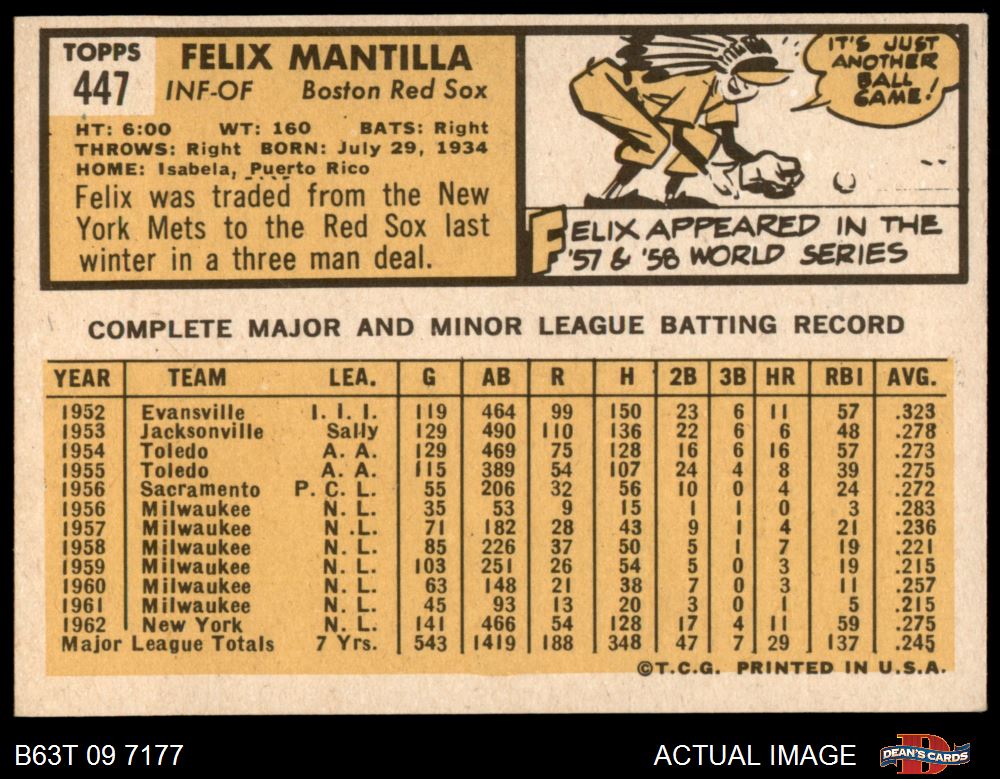 TOPPS
447
FELIX MANTILLA
INF-OF Boston Red Sox
HT: 6:00 WT: 160 BATS: Right
THROWS: Right BORN: July 29, 1934
HOME: Isabela, Puerto Rico
Felix was traded from the New
York Mets to the Red Sox last
winter in a three man deal.
IT'S JUST
ANOTHER
BALL
GAME!
FELIX APPEARED IN THE
'57 & '58 WORLD SERIES
COMPLETE MAJOR AND MINOR LEAGUE BATTING RECORD
YEAR TEAM LEA. G AB R H 2B 3B HR RBI AVG.
1952 Evansville I. I. I. 119 464 99 150 23 6 11 57 .323
1953 Jacksonville Sally 129 490 110 136 22 6 6 48 .278
1954 Toledo A. A. 129 469 75 128 16 6 16 57 .273
1955 Toledo A. A. 115 389 54 107 24 4 8 39 .275
1956 Sacramento P. C. L. 55 206 32 56 10 0 4 24 .272
1956 Milwaukee N. L. 35 53 9 15 1 1 0 3 .283
1957 Milwaukee N .L. 71 182 28 43 9 1 4 21 .236
1958 Milwaukee N. L. 85 226 37 50 5 1 7 19 .221
1959 Milwaukee N. L. 103 251 26 54 5 0 3 19 .215
1960 Milwaukee N. L. 63 148 21 38 7 0 3 11 .257
1961 Milwaukee N. L. 45 93 13 20 3 0 1 5 .215
1962 New York N. L. 141 466 54 128 17 4 11 59 .275
Major League Totals 7 Yrs. 543 1419 188 348 47 7 29 137 .245
©T.C.G. PRINTED IN U.S.A.
B63T 09 7177
ACTUAL IMAGE
DEAN'S CARDS